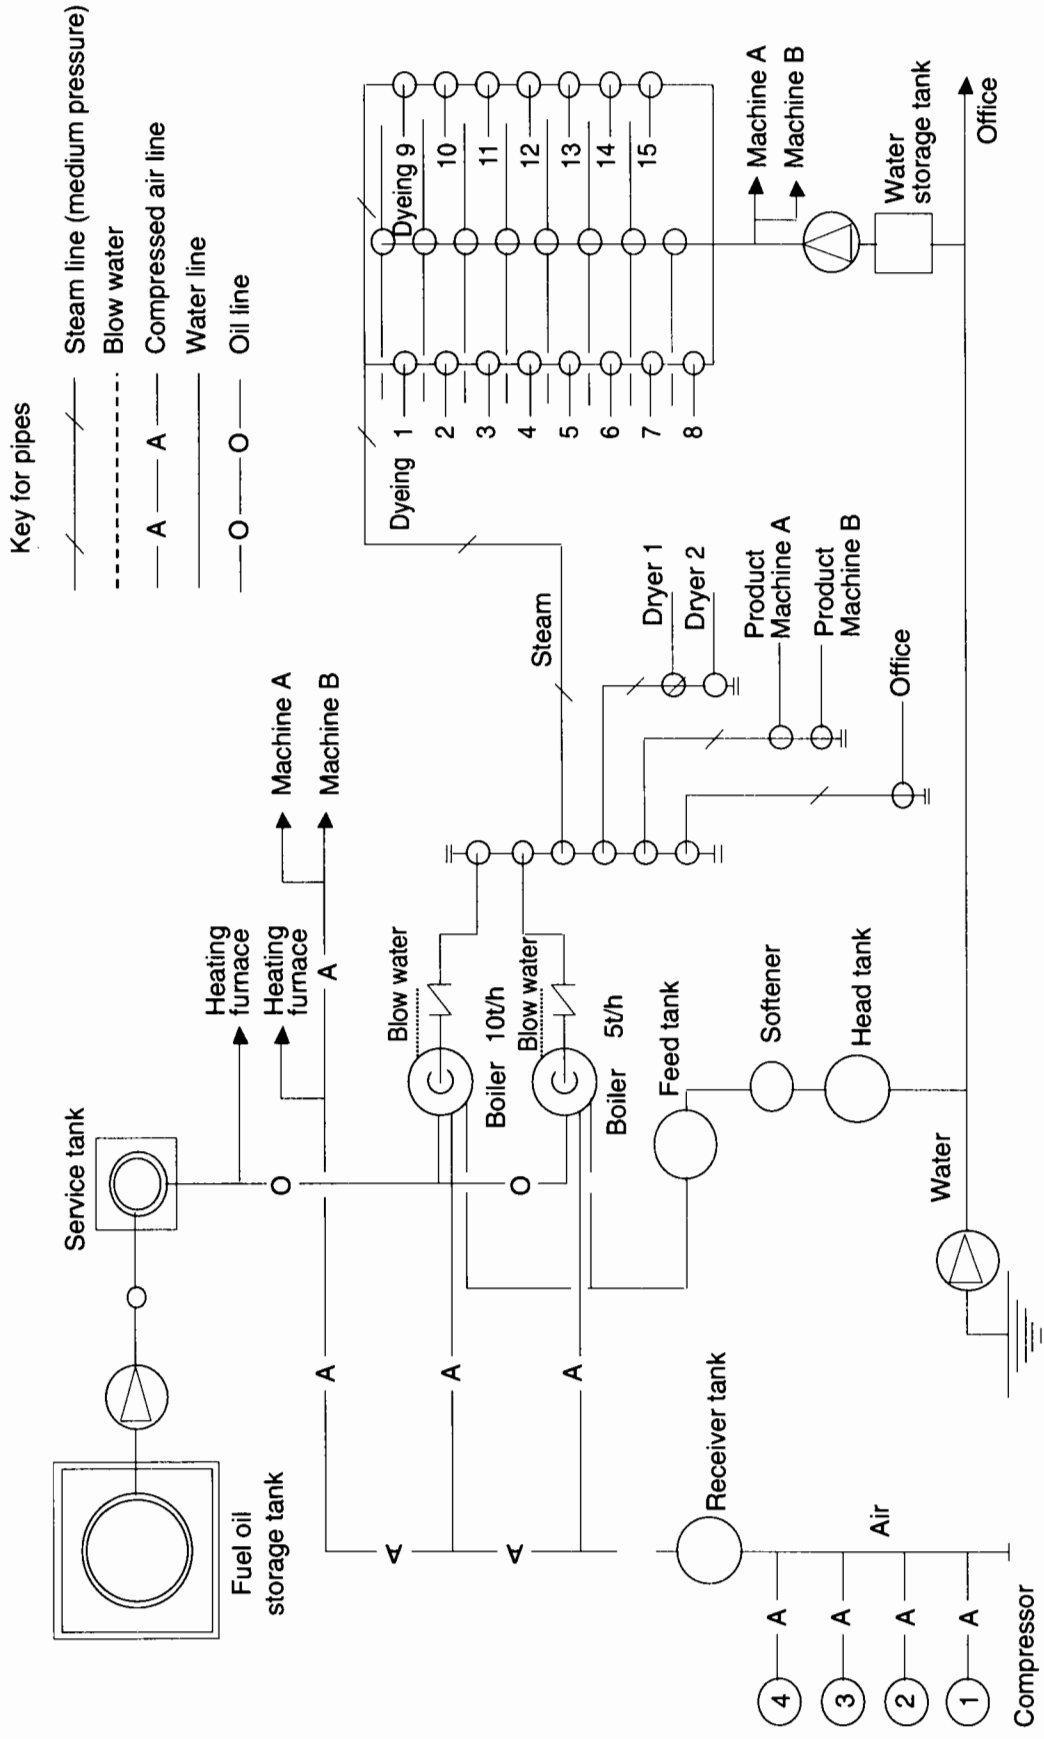 Key for pipes
Steam line (medium pressure)
Blow water
A A Compressed air line
Water line
O O Oil line
Service tank
Fuel oil
storage tank
Heating
furnace
Heating
furnace
Machine A
Machine B
O
A
A
A
A
A
A
O
Blow water
Boiler 10t/h
Blow water
Boiler 5t/h
Feed tank
Softener
Head tank
Water
Receiver tank
Air
4 A
3 A
2 A
1 A
Compressor
Steam
Dryer 1
Dryer 2
Product
Machine A
Product
Machine B
Office
Dyeing 1
2
3
4
5
6
7
8
Dyeing 9
10
11
12
13
14
15
Machine A
Machine B
Water
storage tank
Office